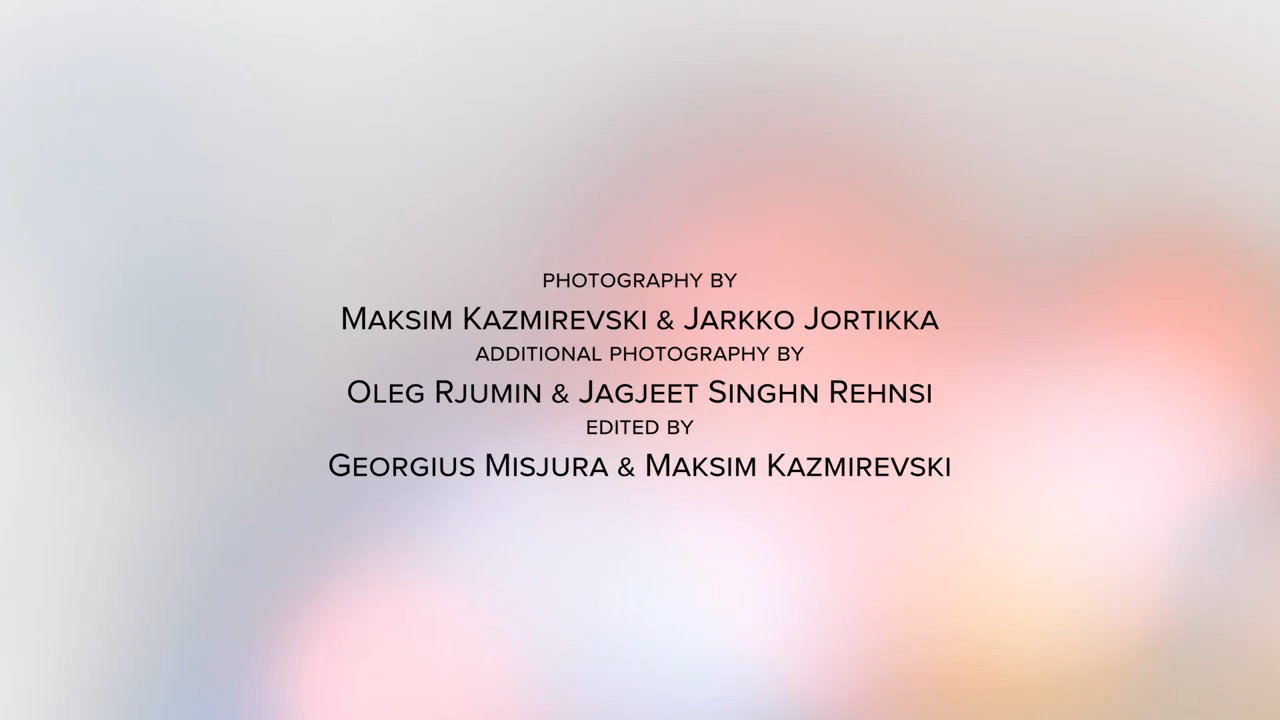 PHOTOGRAPHY BY
MAKSIM KAZMIREVSKI & JARKKO JORTIKKA
ADDITIONAL PHOTOGRAPHY BY
OLEG RJUMIN & JAGJEET SINGHN REHNSI
EDITED BY
GEORGIUS MISJURA & MAKSIM KAZMIREVSKI